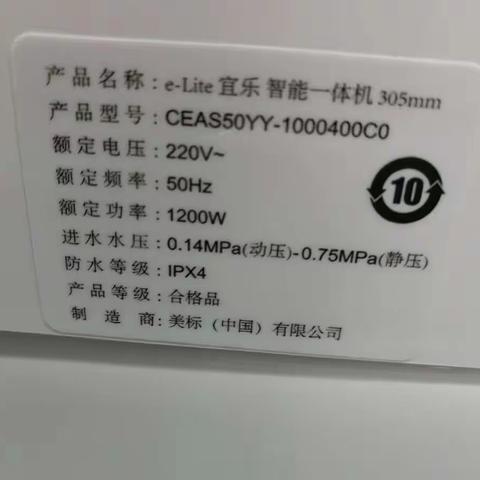 产品名称：e-Lite 宜乐 智能一体机 305mm
产品型号：CEAS50YY-1000400C0
额定电压：220V~
额定频率：50Hz
额定功率：1200W
进水水压：0.14MPa(动压)-0.75MPa(静压)
防水等级：IPX4
产品等级：合格品
制造商：美标（中国）有限公司
10